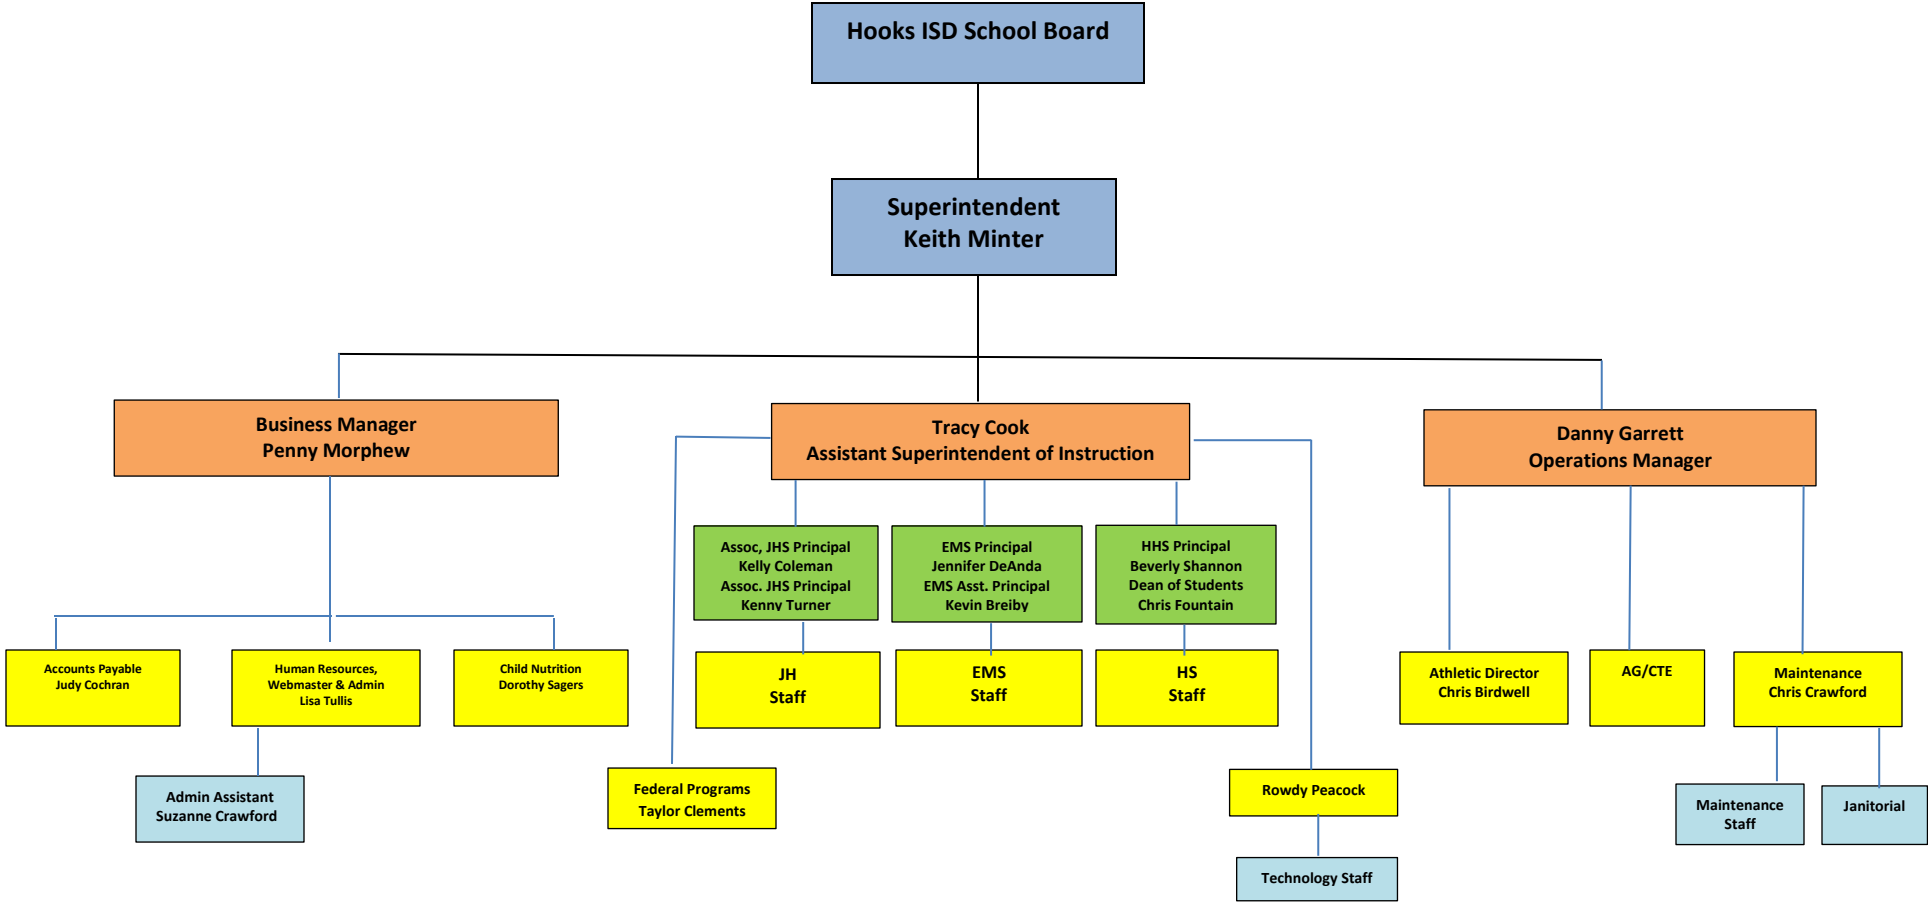 Hooks ISD School Board
Superintendent
Keith Minter
Business Manager
Penny Morphew
Tracy Cook
Assistant Superintendent of Instruction
Danny Garrett
Operations Manager
Assoc, JHS Principal
Kelly Coleman
Assoc. JHS Principal
Kenny Turner
EMS Principal
Jennifer DeAnda
EMS Asst. Principal
Kevin Breiby
HHS Principal
Beverly Shannon
Dean of Students
Chris Fountain
Accounts Payable
Judy Cochran
Human Resources,
Webmaster & Admin
Lisa Tullis
Child Nutrition
Dorothy Sagers
JH
Staff
EMS
Staff
HS
Staff
Athletic Director
Chris Birdwell
AG/CTE
Maintenance
Chris Crawford
Admin Assistant
Suzanne Crawford
Federal Programs
Taylor Clements
Rowdy Peacock
Maintenance
Staff
Janitorial
Technology Staff